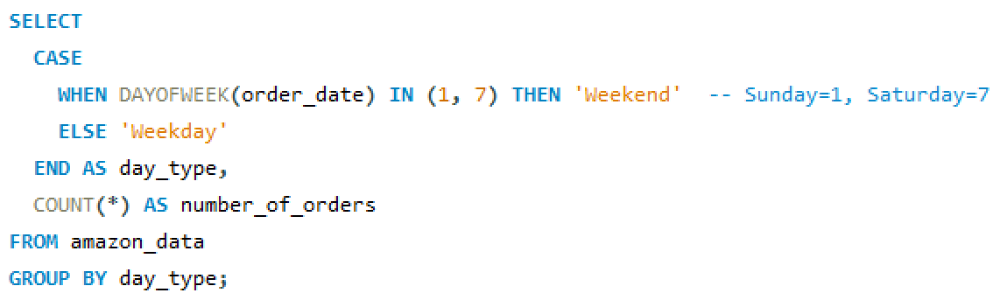 SELECT
  CASE
    WHEN DAYOFWEEK(order_date) IN (1, 7) THEN 'Weekend'  -- Sunday=1, Saturday=7
    ELSE 'Weekday'
  END AS day_type,
  COUNT(*) AS number_of_orders
FROM amazon_data
GROUP BY day_type;